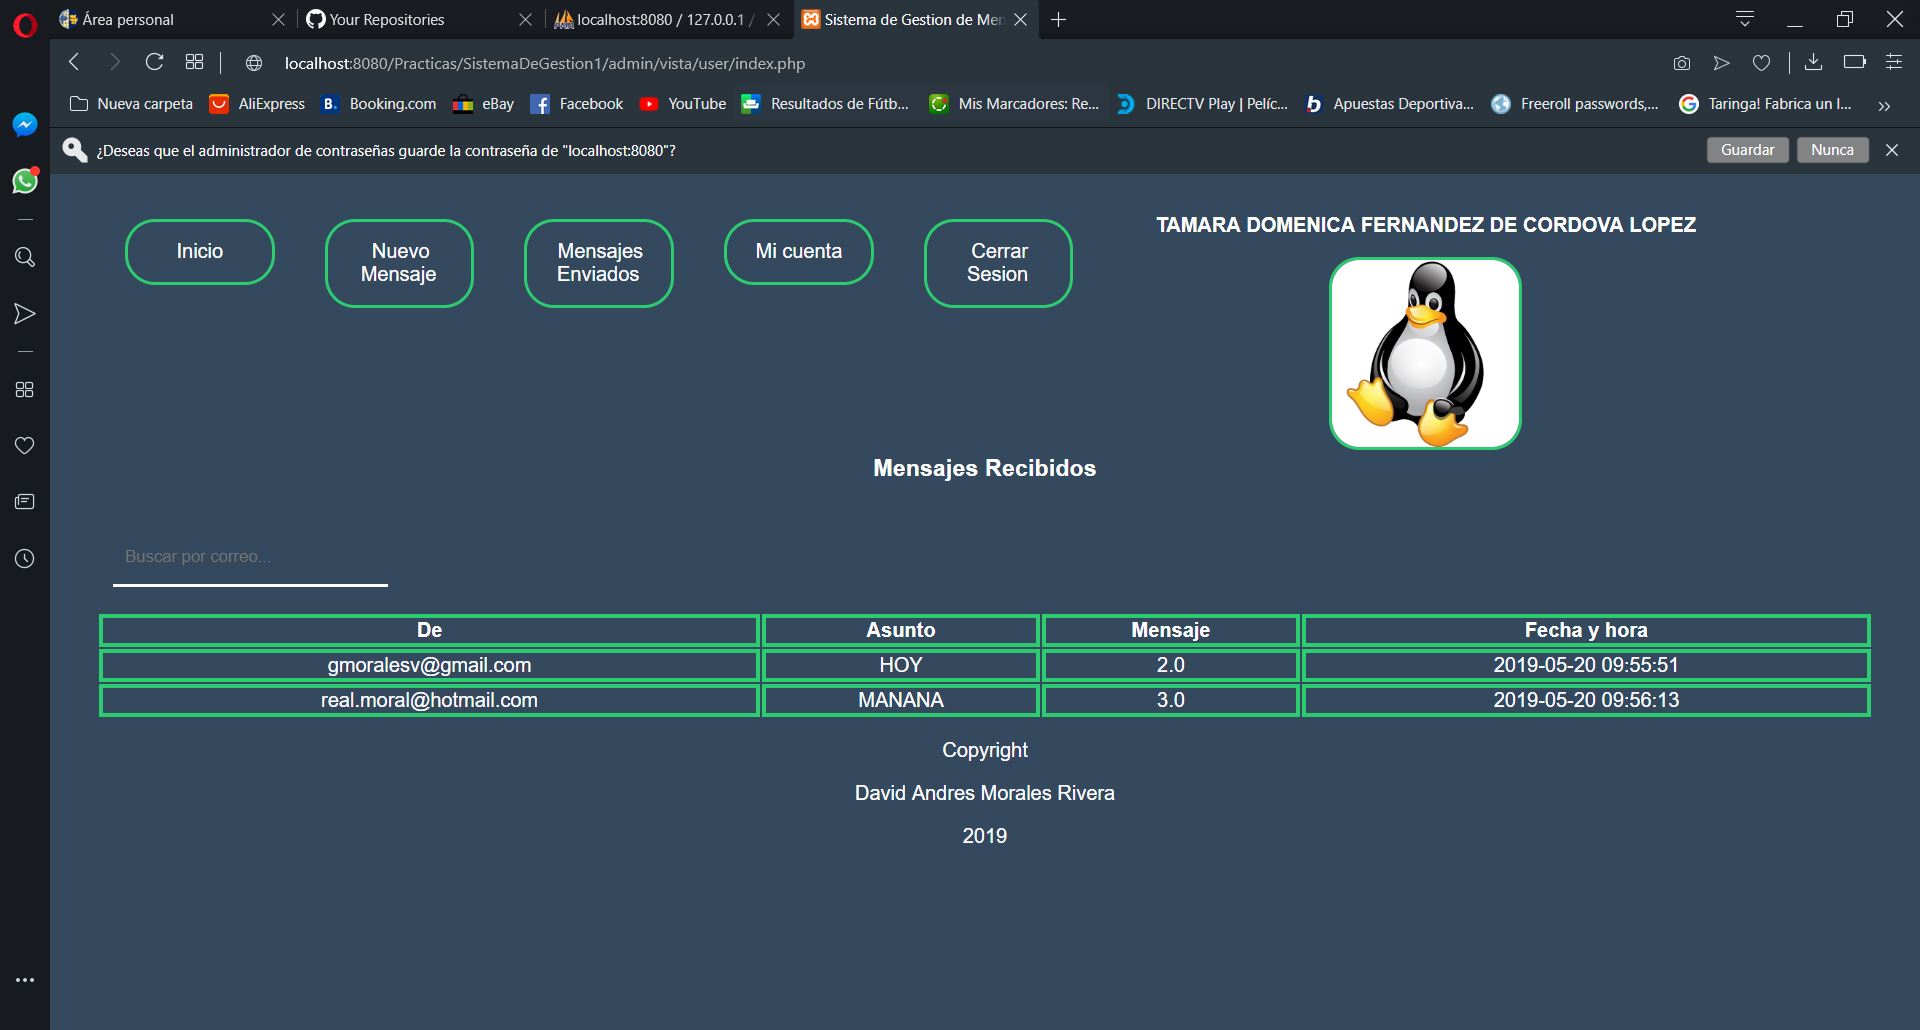 Área personal
Your Repositories
localhost:8080 / 127.0.0.1 /
Sistema de Gestion de Men
localhost:8080/Practicas/SistemaDeGestion1/admin/vista/user/index.php
Nueva carpeta
AliExpress
B. Booking.com
eBay
Facebook
YouTube
Resultados de Fútb...
Mis Marcadores: Re...
DIRECTV Play | Pelíc...
Apuestas Deportiva...
Freeroll passwords,...
Taringa! Fabrica un I...
¿Deseas que el administrador de contraseñas guarde la contraseña de "localhost:8080"?
Guardar
Nunca
Inicio
Nuevo
Mensaje
Mensajes
Enviados
Mi cuenta
Cerrar
Sesion
TAMARA DOMENICA FERNANDEZ DE CORDOVA LOPEZ
Mensajes Recibidos
Buscar por correo...
De Asunto Mensaje Fecha y hora
gmoralesv@gmail.com HOY 2.0 2019-05-20 09:55:51
real.moral@hotmail.com MANANA 3.0 2019-05-20 09:56:13
Copyright
David Andres Morales Rivera
2019